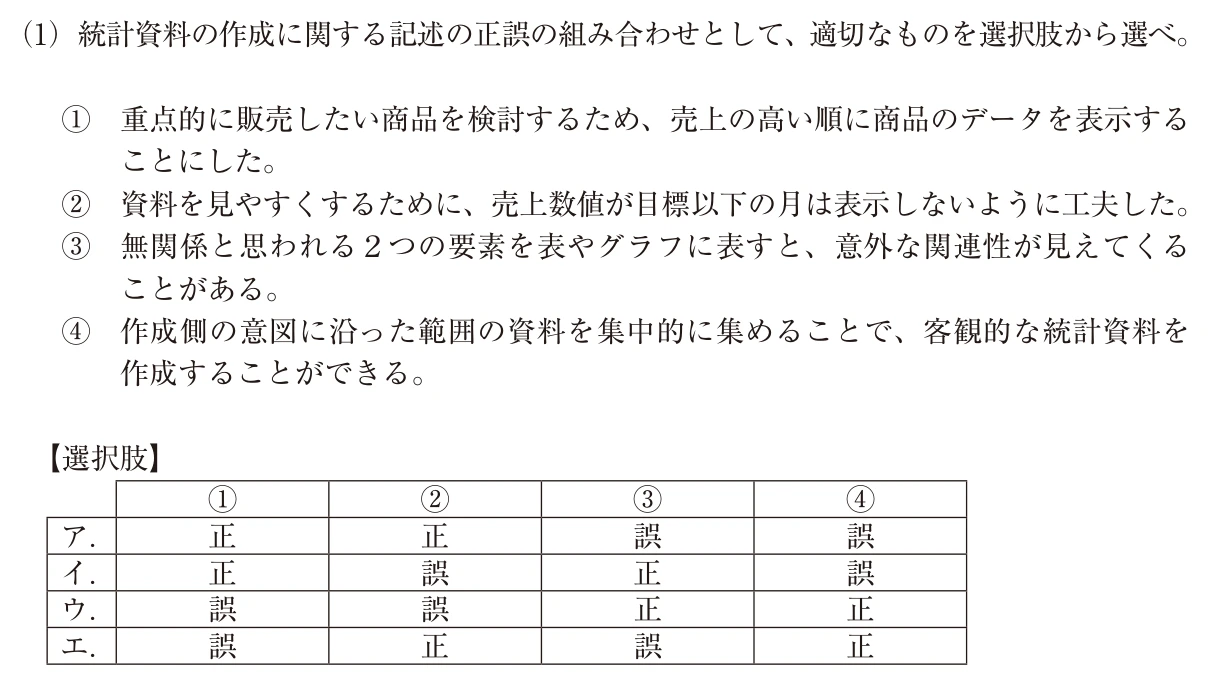 (1) 統計資料の作成に関する記述の正誤の組み合わせとして、適切なものを選択肢から選べ。
① 重点的に販売したい商品を検討するため、売上の高い順に商品のデータを表示する
ことにした。
② 資料を見やすくするために、売上数値が目標以下の月は表示しないように工夫した。
③ 無関係と思われる2つの要素を表やグラフに表すと、意外な関連性が見えてくる
ことがある。
④ 作成側の意図に沿った範囲の資料を集中的に集めることで、客観的な統計資料を
作成することができる。
【選択肢】
① ② ③ ④
ア. 正 正 誤 誤
イ. 正 誤 正 誤
ウ. 誤 誤 正 正
エ. 誤 正 誤 正